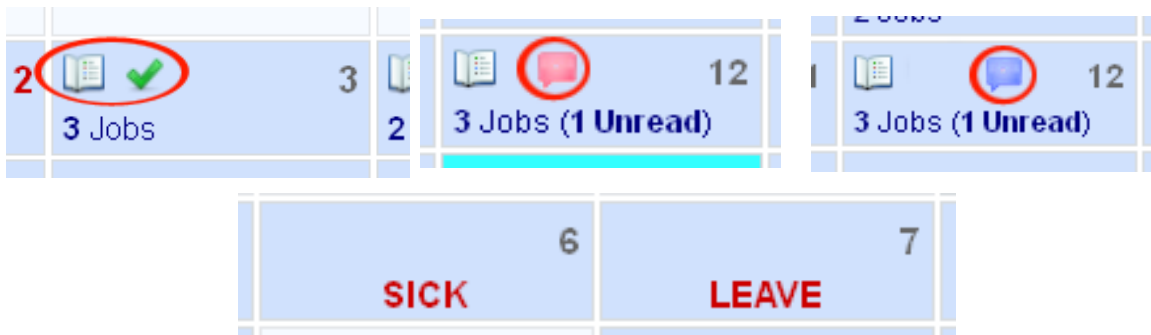 2 3
3 Jobs 2
12
3 Jobs (1 Unread)
12
3 Jobs (1 Unread)
6 7
SICK LEAVE